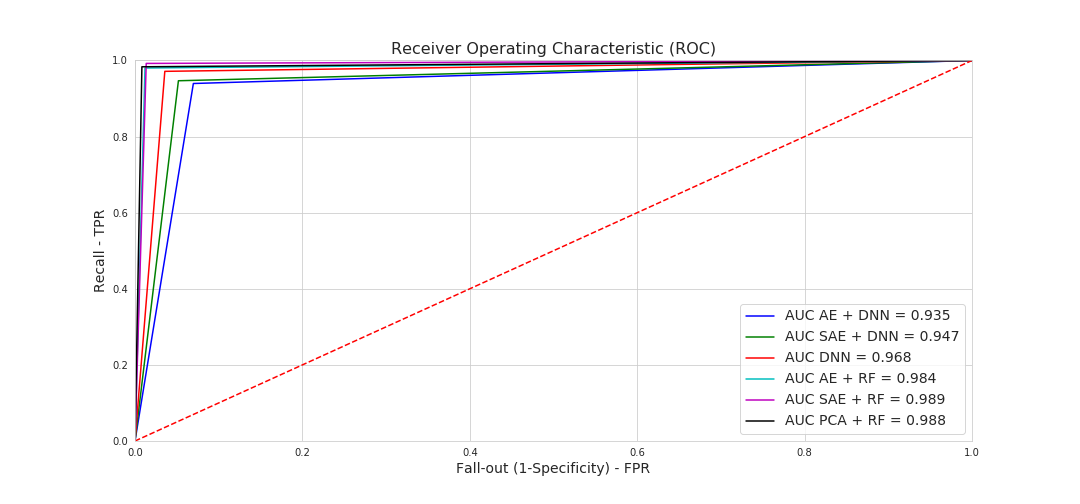 Receiver Operating Characteristic (ROC)
1.0
0.8
0.6
0.4
0.2
0.0
Recall - TPR
AUC AE + DNN = 0.935
AUC SAE + DNN = 0.947
AUC DNN = 0.968
AUC AE + RF = 0.984
AUC SAE + RF = 0.989
AUC PCA + RF = 0.988
0.0 0.2 0.4 0.6 0.8 1.0
Fall-out (1-Specificity) - FPR